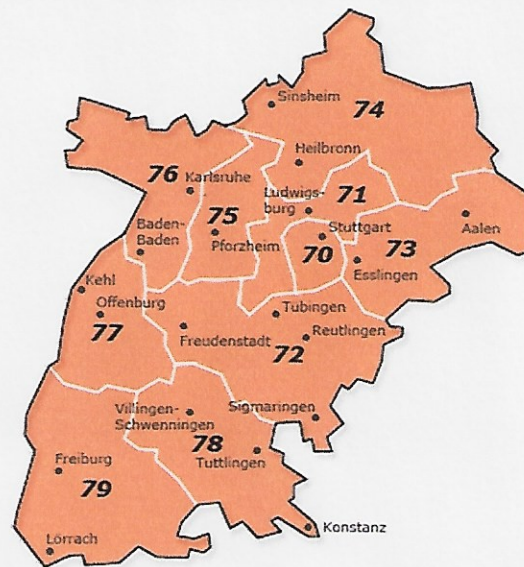 Sinsheim
74
Heilbronn
76
Karlsruhe
Ludwigs-
burg
71
75
Pforzheim
Stuttgart
70
73
Aalen
Esslingen
Baden-
Baden
Kehl
Offenburg
77
Tubingen
Reutlingen
Freudenstadt
72
Villingen-
Schwenningen
Sigmaringen
78
Tuttlingen
Freiburg
79
Konstanz
Lörrach